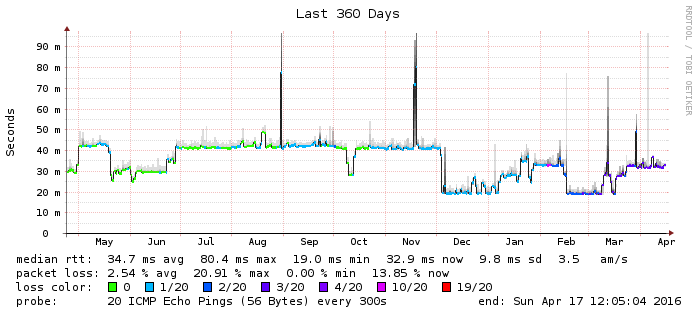 Last 360 Days
RRDTOOL / TOBI OETIKER
Seconds
90 m
80 m
70 m
60 m
50 m
40 m
30 m
20 m
10 m
0
May Jun Jul Aug Sep Oct Nov Dec Jan Feb Mar Apr
median rtt: 34.7 ms avg 80.4 ms max 19.0 ms min 32.9 ms now 9.8 ms sd 3.5 am/s
packet loss: 2.54 % avg 20.91 % max 0.00 % min 13.85 % now
loss color: 0 1/20 2/20 3/20 4/20 10/20 19/20
probe: 20 ICMP Echo Pings (56 Bytes) every 300s end: Sun Apr 17 12:05:04 2016